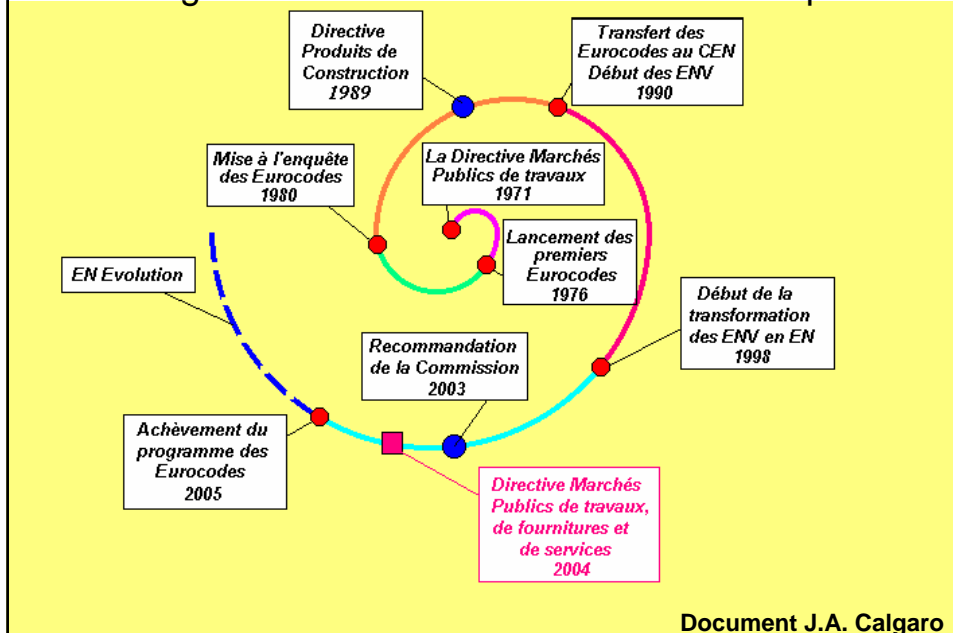 Directive
Produits de
Construction
1989
Transfert des
Eurocodes au CEN
Début des ENV
1990
Mise à l'enquête
des Eurocodes
1980
La Directive Marchés
Publics de travaux
1971
Lancement des
premiers
Eurocodes
1976
EN Evolution
Début de la
transformation
des ENV en EN
1998
Recommandation
de la Commission
2003
Achèvement du
programme des
Eurocodes
2005
Directive Marchés
Publics de travaux,
de fournitures et
de services
2004
Document J.A. Calgaro